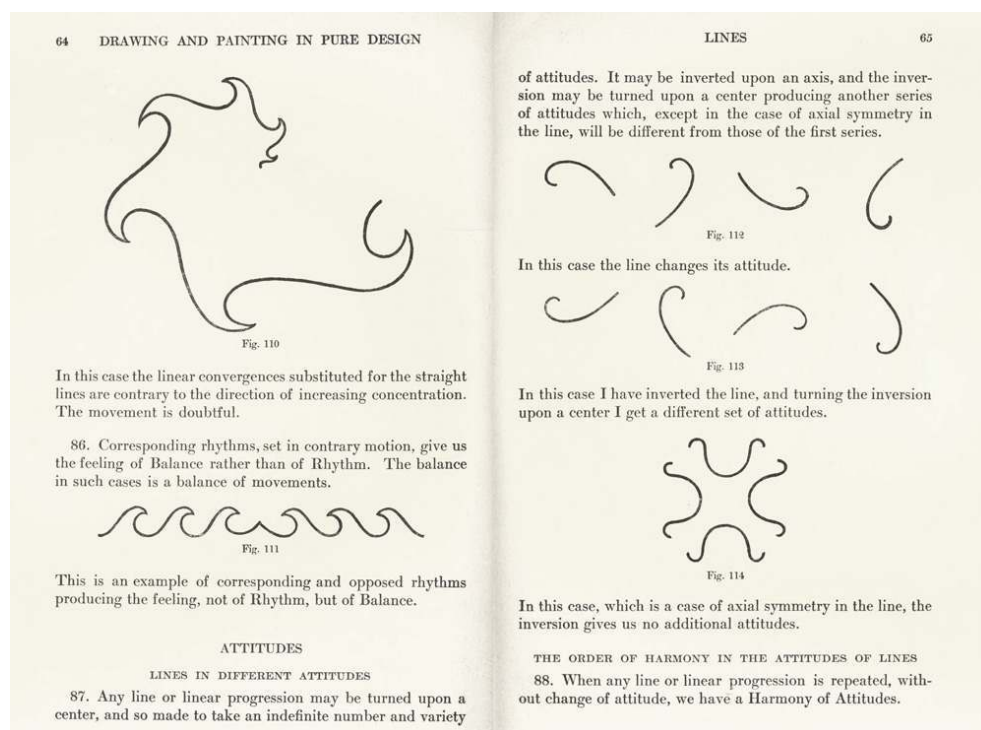 64 DRAWING AND PAINTING IN PURE DESIGN
Fig. 110
In this case the linear convergences substituted for the straight
lines are contrary to the direction of increasing concentration.
The movement is doubtful.
86. Corresponding rhythms, set in contrary motion, give us
the feeling of Balance rather than of Rhythm. The balance
in such cases is a balance of movements.
Fig. 111
This is an example of corresponding and opposed rhythms
producing the feeling, not of Rhythm, but of Balance.
ATTITUDES
LINES IN DIFFERENT ATTITUDES
87. Any line or linear progression may be turned upon a
center, and so made to take an indefinite number and variety
LINES 65
of attitudes. It may be inverted upon an axis, and the inver-
sion may be turned upon a center producing another series
of attitudes which, except in the case of axial symmetry in
the line, will be different from those of the first series.
Fig. 112
In this case the line changes its attitude.
Fig. 113
In this case I have inverted the line, and turning the inversion
upon a center I get a different set of attitudes.
Fig. 114
In this case, which is a case of axial symmetry in the line, the
inversion gives us no additional attitudes.
THE ORDER OF HARMONY IN THE ATTITUDES OF LINES
88. When any line or linear progression is repeated, with-
out change of attitude, we have a Harmony of Attitudes.